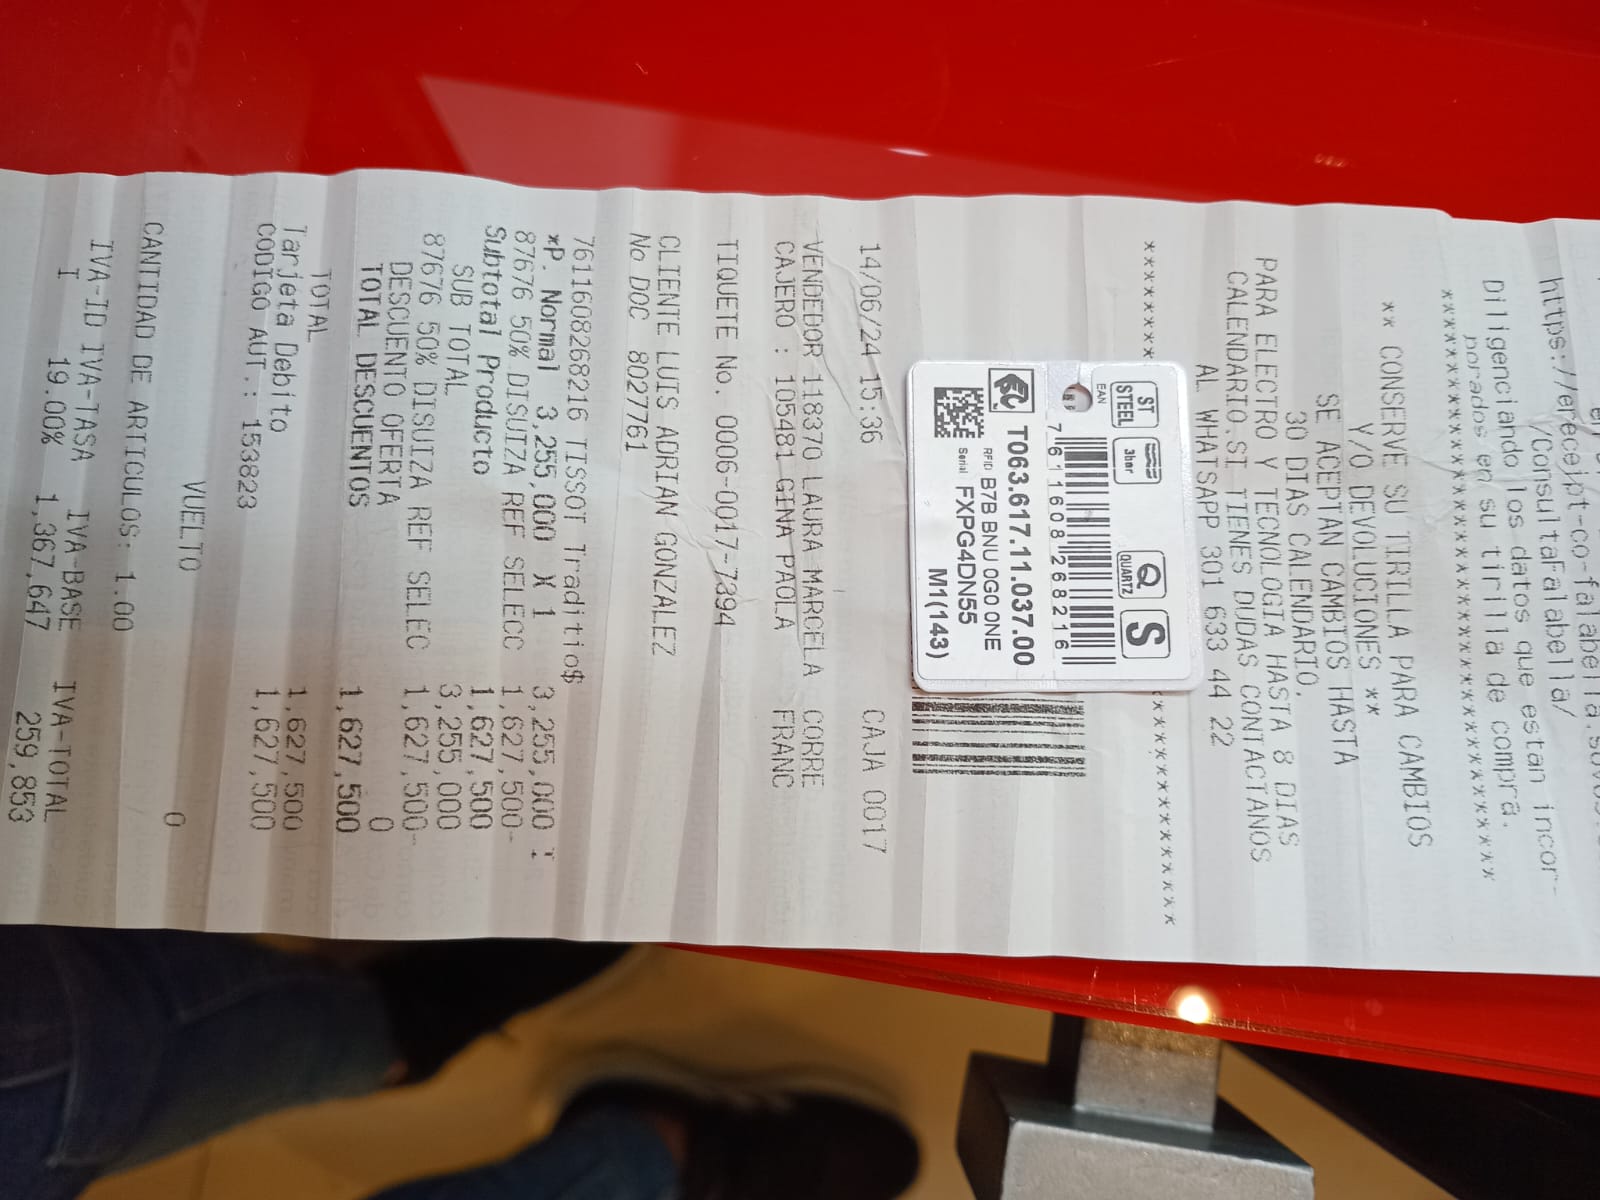 https://erecejpt-co-falabella.
/ConsultaFalabella/
Diligenciando los datos que estan incor-
porados en su tirilla de compra.
** CONSERVE SU TIRILLA PARA CAMBIOS
Y/O DEVOLUCIONES **
SE ACEPTAN CAMBIOS HASTA
30 DIAS CALENDARIO.
PARA ELECTRO Y TECNOLOGIA HASTA 8 DIAS
CALENDARIO.SI TIENES DUDAS CONTACTANOS
AL WHATSAPP 301 633 44 22
ST STEEL
3bar
Q QUARTZ
S
EAN
7 611608 268216
T063.617.11.037.00
RFID B7B BNU 0G0 0NE
Serial FXPG4DN55
M1(143)
14/06/24 15:36 CAJA 0017
VENDEDOR 118370 LAURA MARCELA CORRE
CAJERO : 105481 GINA PAOLA FRANC
TIQUETE No. 0006-0017-7394
CLIENTE LUIS ADRIAN GONZALEZ
No DOC 8027761
7611608268216 TISSOT Traditio$ 3,255,000 I
*P. Normal 3,255,000 X 1
87676 50% DISUIZA REF SELECC 1,627,500-
Subtotal Producto 1,627,500
SUB TOTAL 3,255,000
87676 50% DISUIZA REF SELEC 1,627,500-
DESCUENTO OFERTA 0
TOTAL DESCUENTOS 1,627,500
TOTAL 1,627,500
Tarjeta Debito 1,627,500
CODIGO AUT.: 153823
VUELTO 0
CANTIDAD DE ARTICULOS: 1.00
IVA-ID IVA-TASA IVA-BASE IVA-TOTAL
I 19.00% 1,367,647 259,853